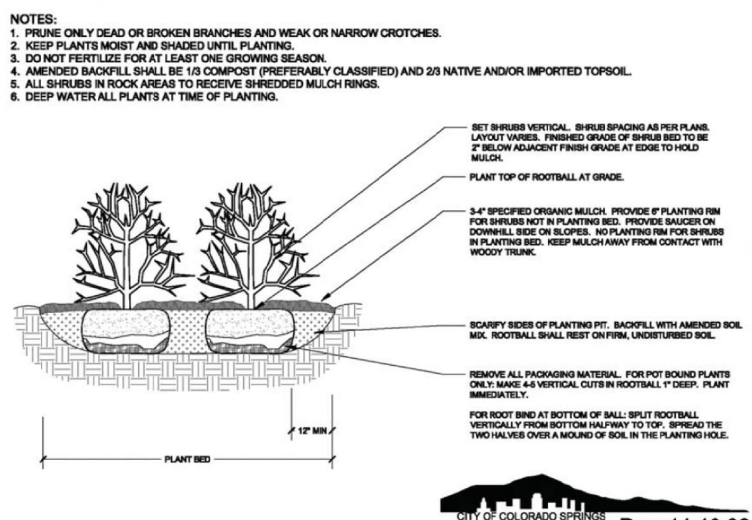 NOTES:
1. PRUNE ONLY DEAD OR BROKEN BRANCHES AND WEAK OR NARROW CROTCHES.
2. KEEP PLANTS MOIST AND SHADED UNTIL PLANTING.
3. DO NOT FERTILIZE FOR AT LEAST ONE GROWING SEASON.
4. AMENDED BACKFILL SHALL BE 1/3 COMPOST (PREFERABLY CLASSIFIED) AND 2/3 NATIVE AND/OR IMPORTED TOPSOIL.
5. ALL SHRUBS IN ROCK AREAS TO RECEIVE SHREDDED MULCH RINGS.
6. DEEP WATER ALL PLANTS AT TIME OF PLANTING.
SET SHRUBS VERTICAL. SHRUB SPACING AS PER PLANS.
LAYOUT VARIES. FINISHED GRADE OF SHRUB BED TO BE
2" BELOW ADJACENT FINISH GRADE AT EDGE TO HOLD
MULCH.
PLANT TOP OF ROOTBALL AT GRADE.
3-4" SPECIFIED ORGANIC MULCH. PROVIDE 6" PLANTING RIM
FOR SHRUBS NOT IN PLANTING BED. PROVIDE SAUCER ON
DOWNHILL SIDE ON SLOPES. NO PLANTING RIM FOR SHRUBS
IN PLANTING BED. KEEP MULCH AWAY FROM CONTACT WITH
WOODY TRUNK.
SCARIFY SIDES OF PLANTING PIT. BACKFILL WITH AMENDED SOIL
MIX. ROOTBALL SHALL REST ON FIRM, UNDISTURBED SOIL.
REMOVE ALL PACKAGING MATERIAL. FOR POT BOUND PLANTS
ONLY: MAKE 4-5 VERTICAL CUTS IN ROOTBALL 1" DEEP. PLANT
IMMEDIATELY.
FOR ROOT BIND AT BOTTOM OF BALL: SPLIT ROOTBALL
VERTICALLY FROM BOTTOM HALFWAY TO TOP. SPREAD THE
TWO HALVES OVER A MOUND OF SOIL IN THE PLANTING HOLE.
12" MIN
PLANT BED
CITY OF COLORADO SPRINGS